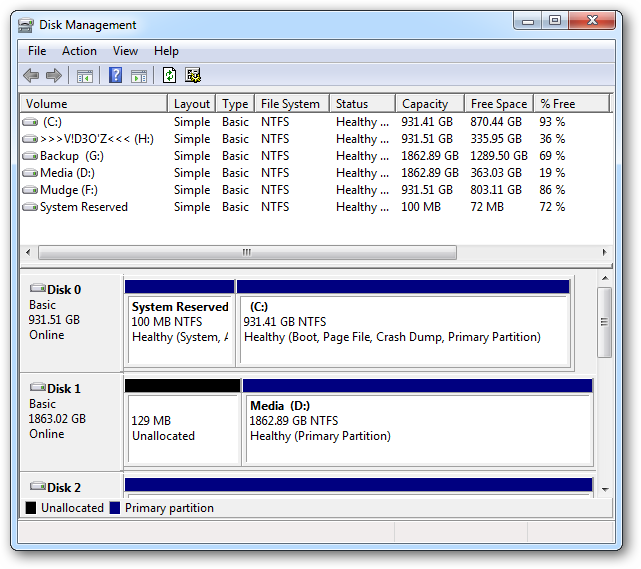 Disk Management
File Action View Help
Volume Layout Type File System Status Capacity Free Space % Free
(C:) Simple Basic NTFS Healthy ... 931.41 GB 870.44 GB 93 %
>>>V!D3O'Z<<< (H:) Simple Basic NTFS Healthy ... 931.51 GB 335.95 GB 36 %
Backup (G:) Simple Basic NTFS Healthy ... 1862.89 GB 1289.50 GB 69 %
Media (D:) Simple Basic NTFS Healthy ... 1862.89 GB 363.03 GB 19 %
Mudge (F:) Simple Basic NTFS Healthy ... 931.51 GB 803.11 GB 86 %
System Reserved Simple Basic NTFS Healthy ... 100 MB 72 MB 72 %
Disk 0
Basic
931.51 GB
Online
System Reserved
100 MB NTFS
Healthy (System, A
(C:)
931.41 GB NTFS
Healthy (Boot, Page File, Crash Dump, Primary Partition)
Disk 1
Basic
1863.02 GB
Online
129 MB
Unallocated
Media (D:)
1862.89 GB NTFS
Healthy (Primary Partition)
Disk 2
Unallocated Primary partition